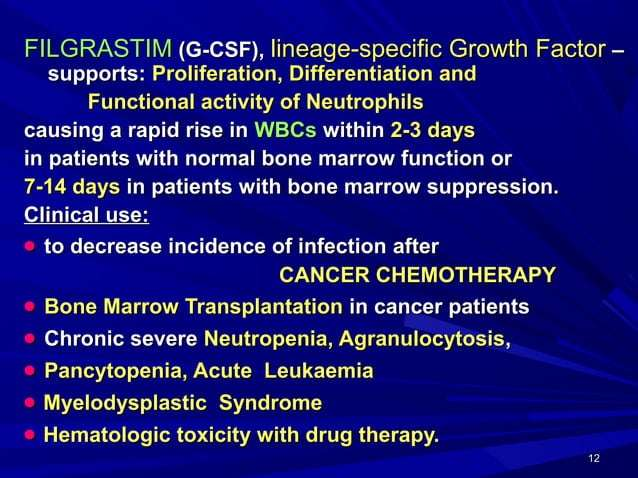 FILGRASTIM (G-CSF), lineage-specific Growth Factor –
supports: Proliferation, Differentiation and
Functional activity of Neutrophils
causing a rapid rise in WBCs within 2-3 days
in patients with normal bone marrow function or
7-14 days in patients with bone marrow suppression.
Clinical use:
• to decrease incidence of infection after
CANCER CHEMOTHERAPY
• Bone Marrow Transplantation in cancer patients
• Chronic severe Neutropenia, Agranulocytosis,
• Pancytopenia, Acute Leukaemia
• Myelodysplastic Syndrome
• Hematologic toxicity with drug therapy.
12